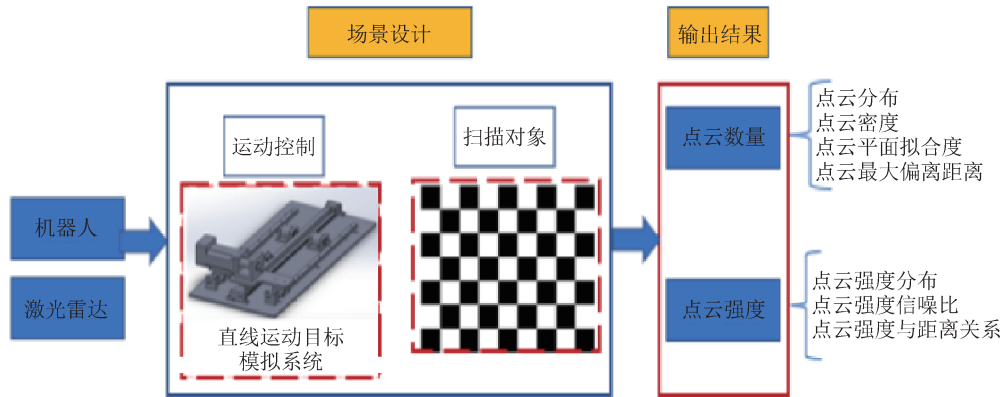 场景设计
输出结果
运动控制
扫描对象
机器人
激光雷达
直线运动目标
模拟系统
点云数量
点云分布
点云密度
点云平面拟合度
点云最大偏离距离
点云强度
点云强度分布
点云强度信噪比
点云强度与距离关系